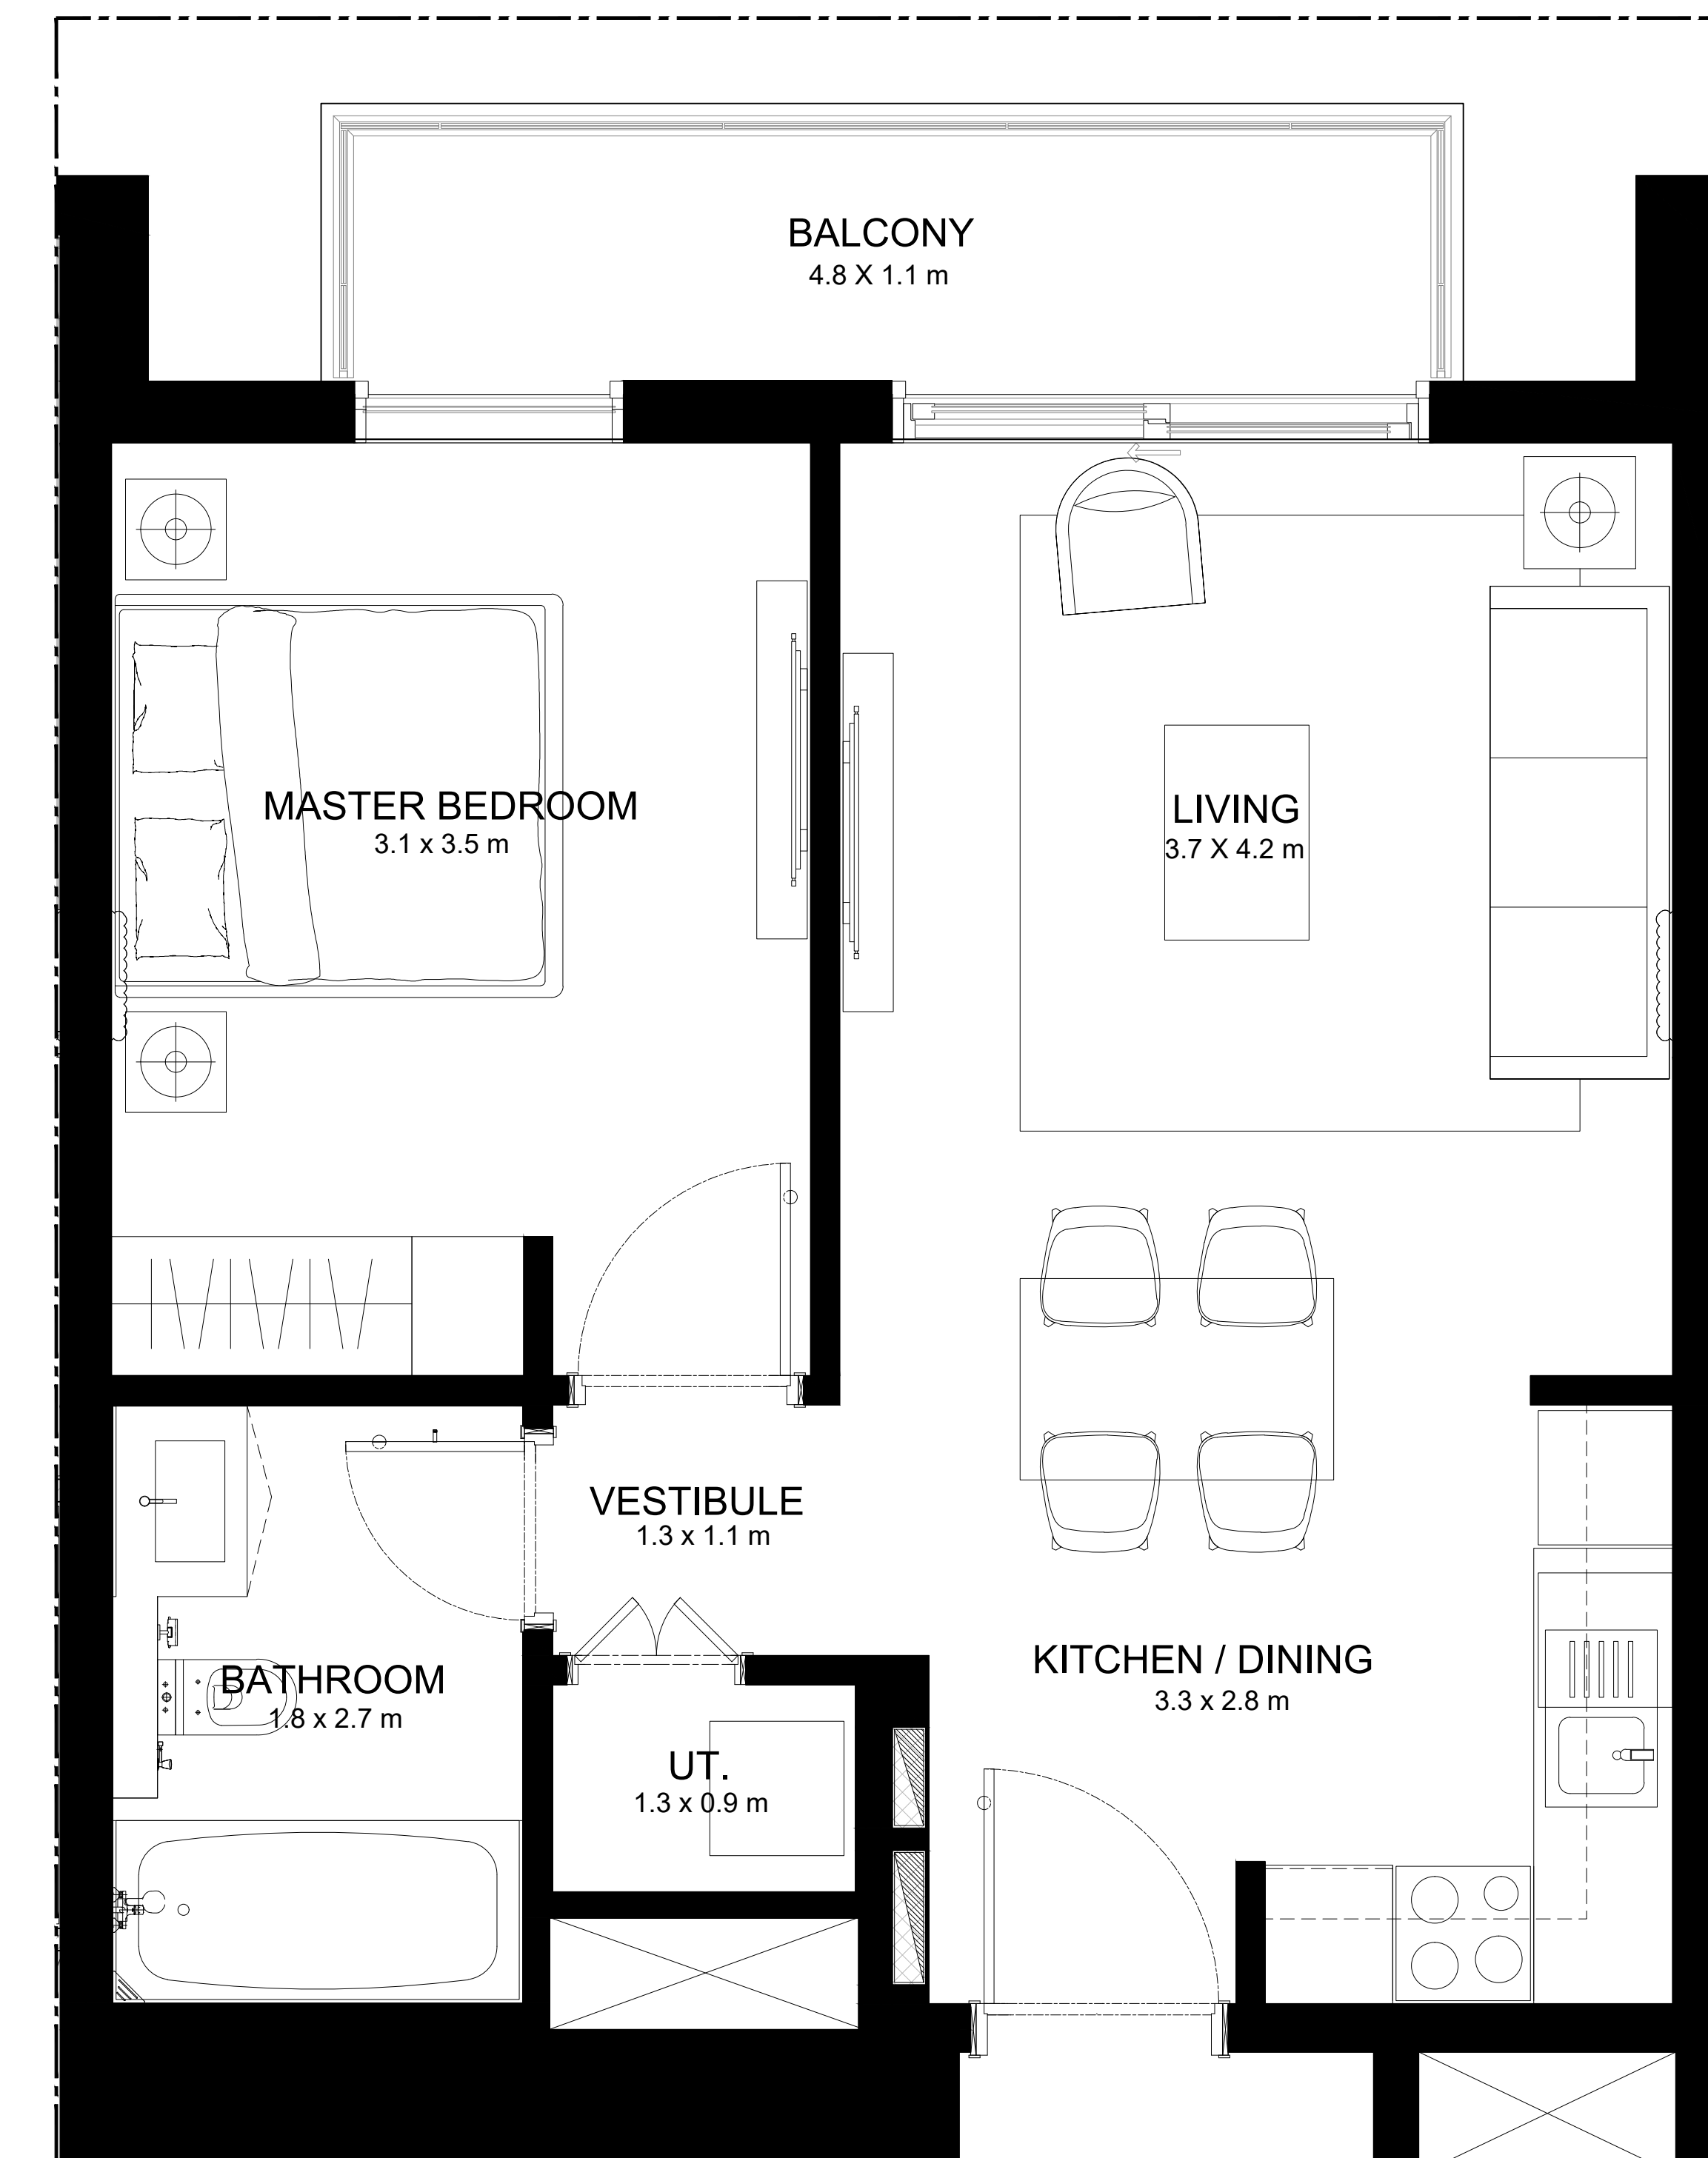 BALCONY
4.8 X 1.1 m
MASTER BEDROOM
3.1 x 3.5 m
LIVING
3.7 X 4.2 m
VESTIBULE
1.3 x 1.1 m
KITCHEN / DINING
3.3 x 2.8 m
BATHROOM
1.8 x 2.7 m
UT.
1.3 x 0.9 m